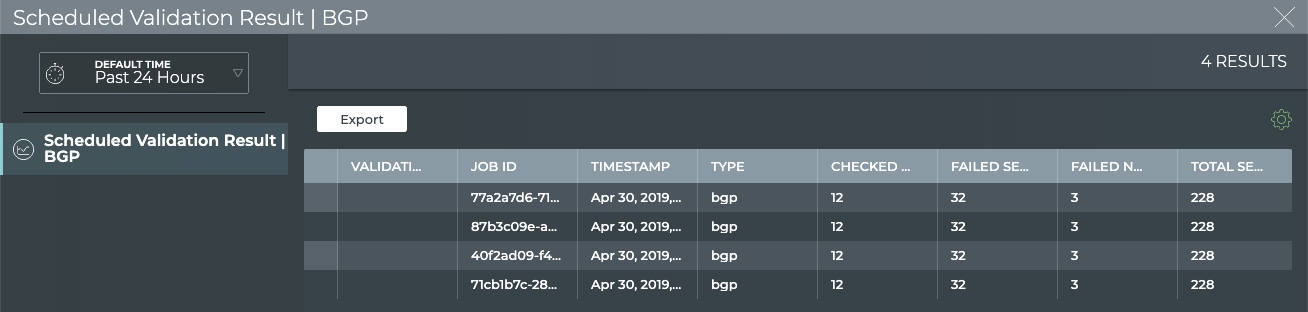 Scheduled Validation Result | BGP
DEFAULT TIME
Past 24 Hours
4 RESULTS
Scheduled Validation Result |
BGP
Export
VALIDATI... JOB ID TIMESTAMP TYPE CHECKED ... FAILED SE... FAILED N... TOTAL SE...
77a2a7d6-71... Apr 30, 2019,... bgp 12 32 3 228
87b3c09e-a... Apr 30, 2019,... bgp 12 32 3 228
40f2ad09-f4... Apr 30, 2019,... bgp 12 32 3 228
71cb1b7c-28... Apr 30, 2019,... bgp 12 32 3 228